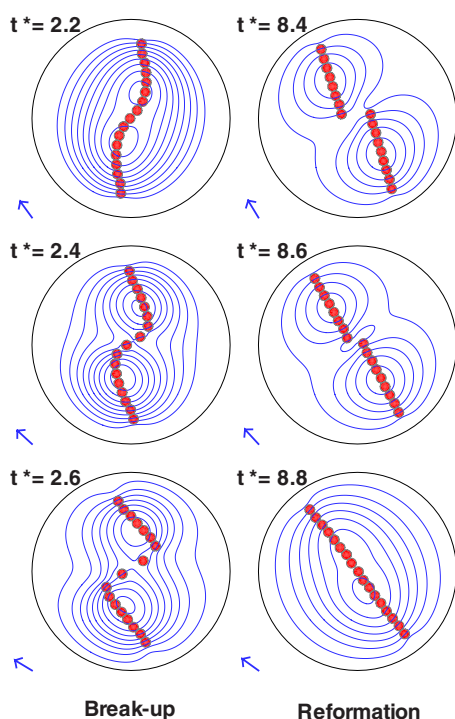 t *= 2.2
t *= 8.4
t *= 2.4
t *= 8.6
t *= 2.6
t *= 8.8
Break-up
Reformation